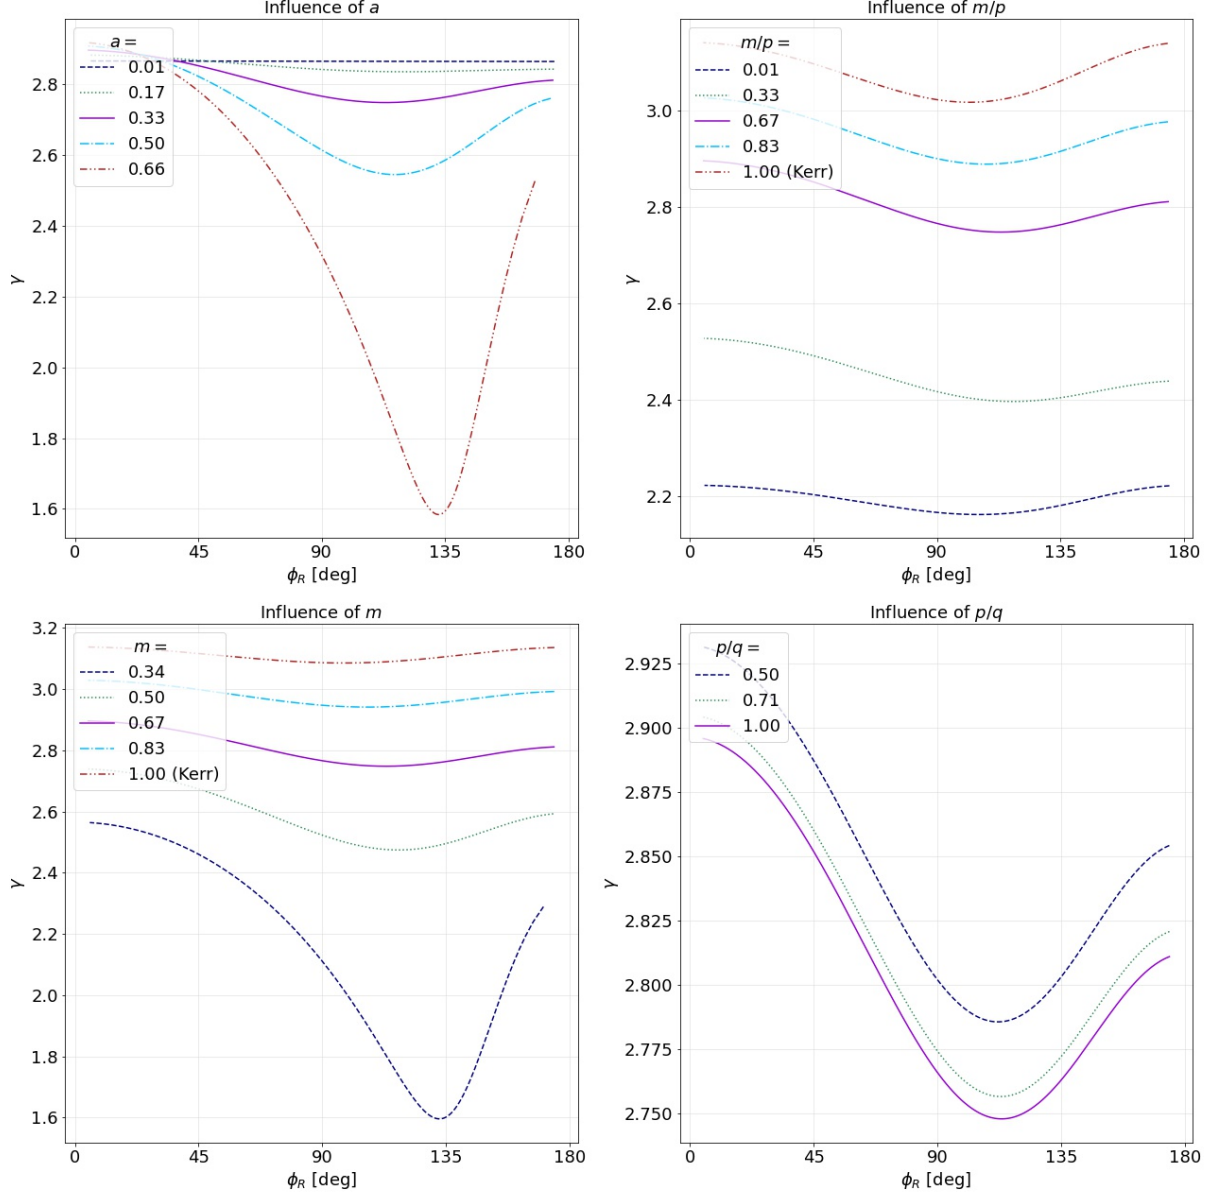 Influence of a
a =
0.01
0.17
0.33
0.50
0.66
2.8
2.6
2.4
2.2
2.0
1.8
1.6
γ
0 45 90 135 180
ϕR [deg]
Influence of m/p
m/p =
0.01
0.33
0.67
0.83
1.00 (Kerr)
3.0
2.8
2.6
2.4
2.2
γ
0 45 90 135 180
ϕR [deg]
Influence of m
m =
0.34
0.50
0.67
0.83
1.00 (Kerr)
3.2
3.0
2.8
2.6
2.4
2.2
2.0
1.8
1.6
γ
0 45 90 135 180
ϕR [deg]
Influence of p/q
p/q =
0.50
0.71
1.00
2.925
2.900
2.875
2.850
2.825
2.800
2.775
2.750
γ
0 45 90 135 180
ϕR [deg]